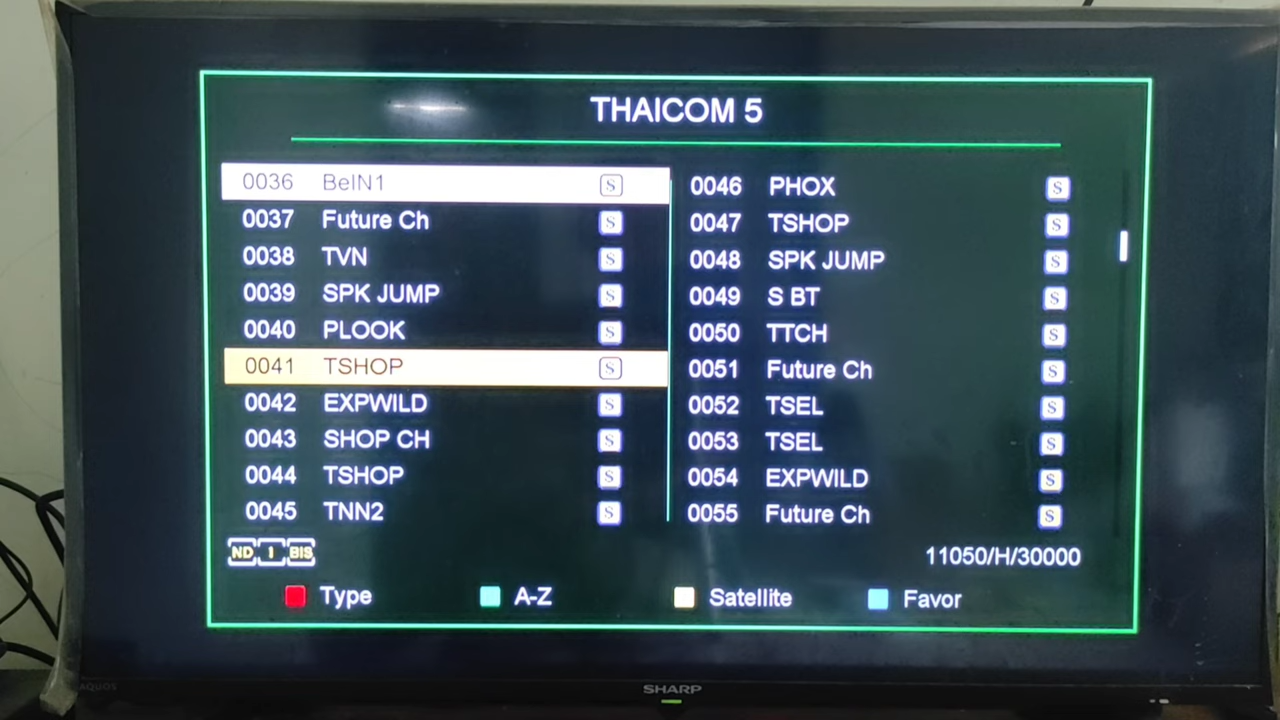 THAICOM 5
0036 BeIN1 S
0037 Future Ch S
0038 TVN S
0039 SPK JUMP S
0040 PLOOK S
0041 TSHOP S
0042 EXPWILD S
0043 SHOP CH S
0044 TSHOP S
0045 TNN2 S
0046 PHOX S
0047 TSHOP S
0048 SPK JUMP S
0049 S BT S
0050 TTCH S
0051 Future Ch S
0052 TSEL S
0053 TSEL S
0054 EXPWILD S
0055 Future Ch S
ND I BIS
11050/H/30000
Type A-Z Satellite Favor
AQUOS
SHARP